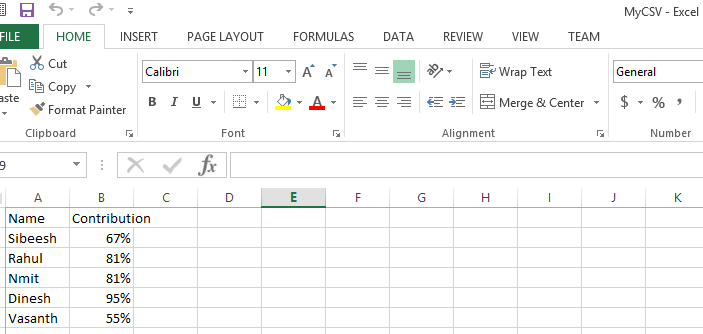 MyCSV - Excel
FILE HOME INSERT PAGE LAYOUT FORMULAS DATA REVIEW VIEW TEAM
Cut
Copy
Format Painter
Clipboard
Calibri 11 A A
B I U A
Font
Wrap Text
Merge & Center
Alignment
General
$ % ,
Number
9 fx
A B C D E F G H I J K
Name Contribution
Sibeesh 67%
Rahul 81%
Nmit 81%
Dinesh 95%
Vasanth 55%